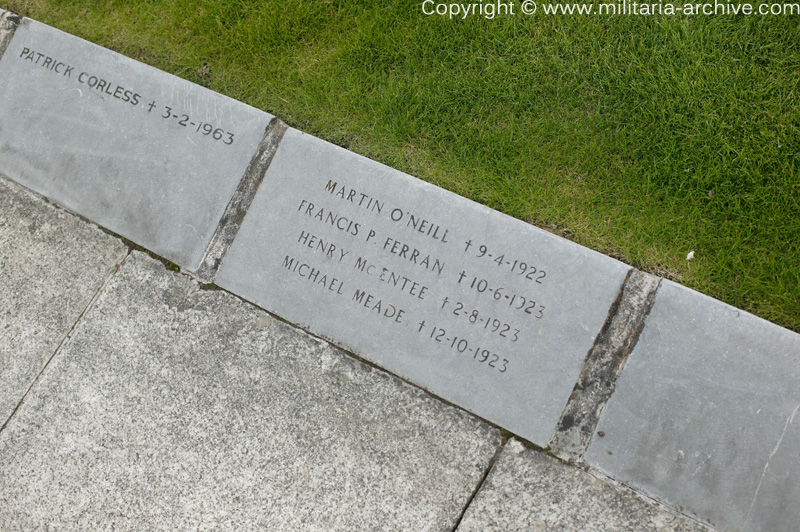 Copyright © www.militaria-archive.com
PATRICK CORLESS † 3-2-1963
MARTIN O'NEILL † 9-4-1922
FRANCIS P. FERRAN † 10-6-1923
HENRY McENTEE † 2-8-1923
MICHAEL MEADE † 12-10-1923